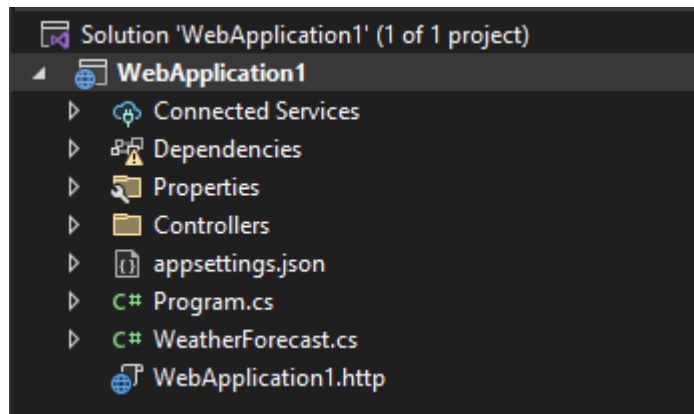 Solution 'WebApplication1' (1 of 1 project)
WebApplication1
Connected Services
Dependencies
Properties
Controllers
appsettings.json
C# Program.cs
C# WeatherForecast.cs
WebApplication1.http